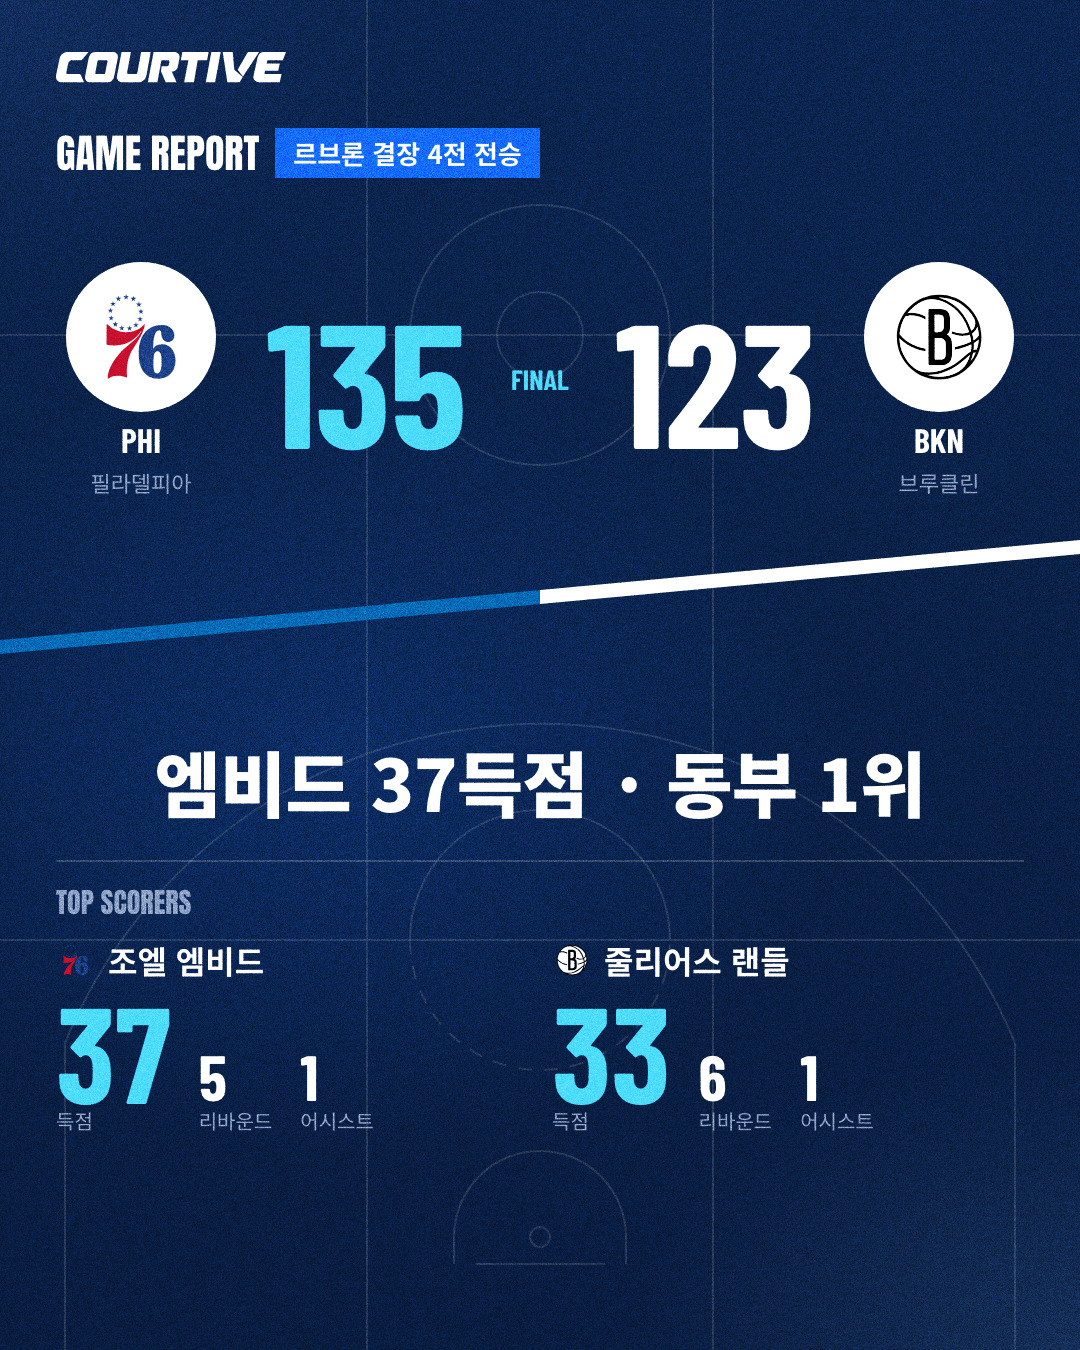 COURTIVE
GAME REPORT 르브론 결장 4전 전승
76
135 FINAL 123
B
PHI
필라델피아
BKN
브루클린
엠비드 37득점 · 동부 1위
TOP SCORERS
76 조엘 엠비드
37 5 1
득점 리바운드 어시스트
B 줄리어스 랜들
33 6 1
득점 리바운드 어시스트